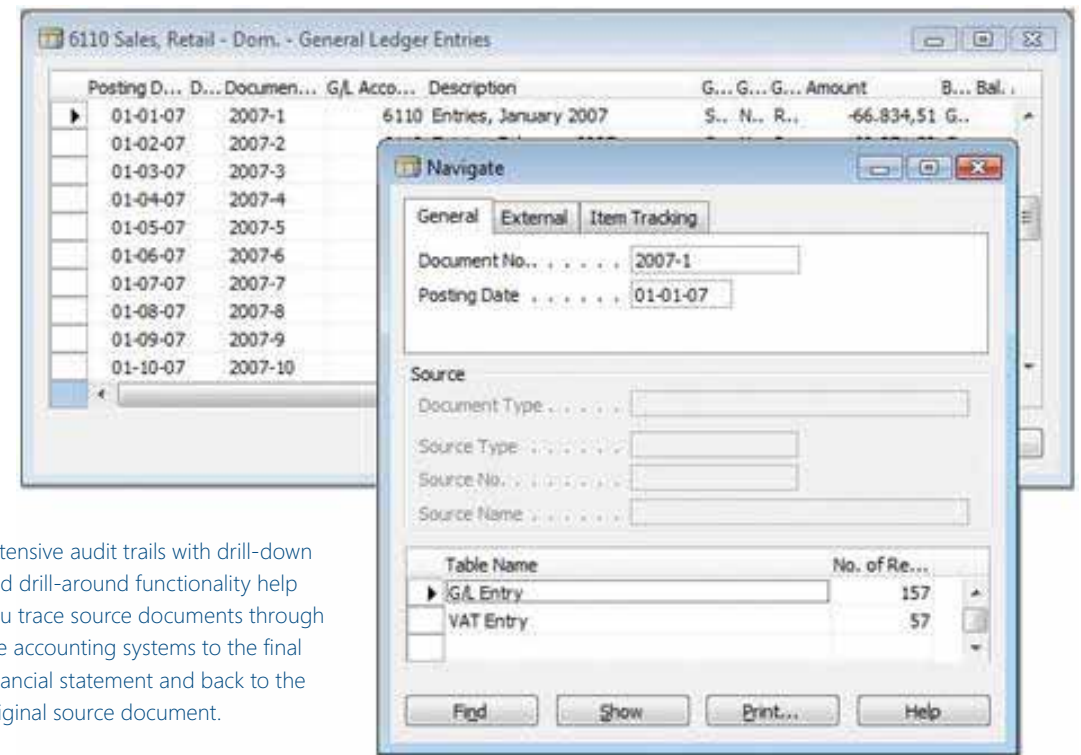 6110 Sales, Retail - Dom. - General Ledger Entries
Posting D... D... Documen... G/L Acco... Description G... G... G... Amount B... Bal.
01-01-07 2007-1 6110 Entries, January 2007 S.. N.. R.. -66.834,51 G..
01-02-07 2007-2
01-03-07 2007-3
01-04-07 2007-4
01-05-07 2007-5
01-06-07 2007-6
01-07-07 2007-7
01-08-07 2007-8
01-09-07 2007-9
01-10-07 2007-10
Navigate
General External Item Tracking
Document No.. . . . . . 2007-1
Posting Date . . . . . . 01-01-07
Source
Document Type . . . . .
Source Type . . . . . .
Source No. . . . . . . .
Source Name . . . . . .
Table Name No. of Re...
G/L Entry 157
VAT Entry 57
Find Show Print... Help
tensive audit trails with drill-down
d drill-around functionality help
u trace source documents through
e accounting systems to the final
ancial statement and back to the
iginal source document.